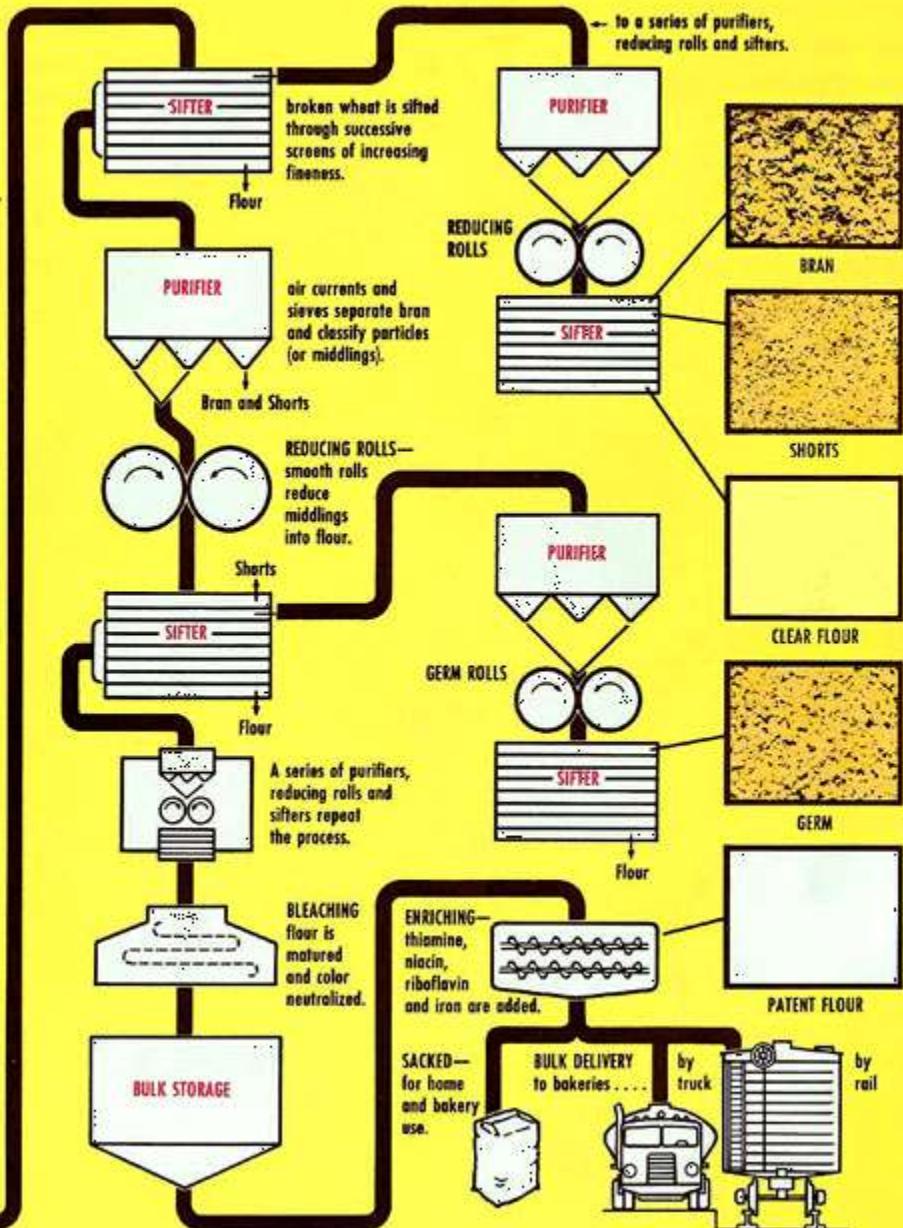 to a series of purifiers,
reducing rolls and sifters.
SIFTER
broken wheat is sifted
through successive
screens of increasing
fineness.
Flour
PURIFIER
REDUCING
ROLLS
SIFTER
BRAN
SHORTS
CLEAR FLOUR
PURIFIER
air currents and
sieves separate bran
and classify particles
(or middlings).
Bran and Shorts
REDUCING ROLLS—
smooth rolls
reduce
middlings
into flour.
Shorts
SIFTER
Flour
PURIFIER
GERM ROLLS
SIFTER
Flour
GERM
A series of purifiers,
reducing rolls and
sifters repeat
the process.
BLEACHING
flour is
matured
and color
neutralized.
BULK STORAGE
ENRICHING—
thiamine,
niacin,
riboflavin
and iron are added.
PATENT FLOUR
SACKED—
for home
and bakery
use.
BULK DELIVERY
to bakeries . . . .
by
truck
by
rail